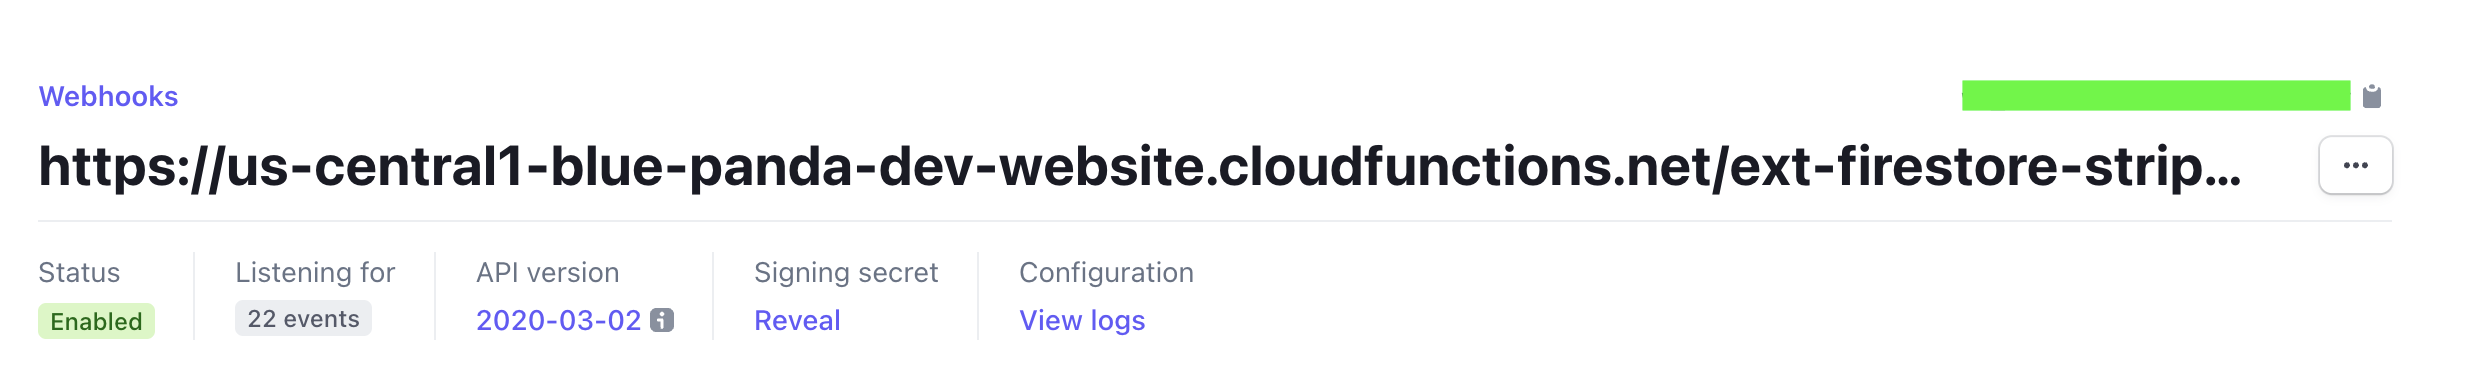 Webhooks
https://us-central1-blue-panda-dev-website.cloudfunctions.net/ext-firestore-strip...
Status
Listening for
API version
Signing secret
Configuration
Enabled
22 events
2020-03-02
Reveal
View logs